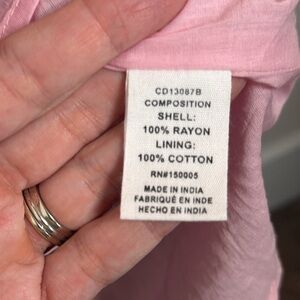 CD13087B
COMPOSITION
SHELL:
100% RAYON
LINING:
100% COTTON
RN#150005
MADE IN INDIA
FABRIQUÉ EN INDE
HECHO EN INDIA